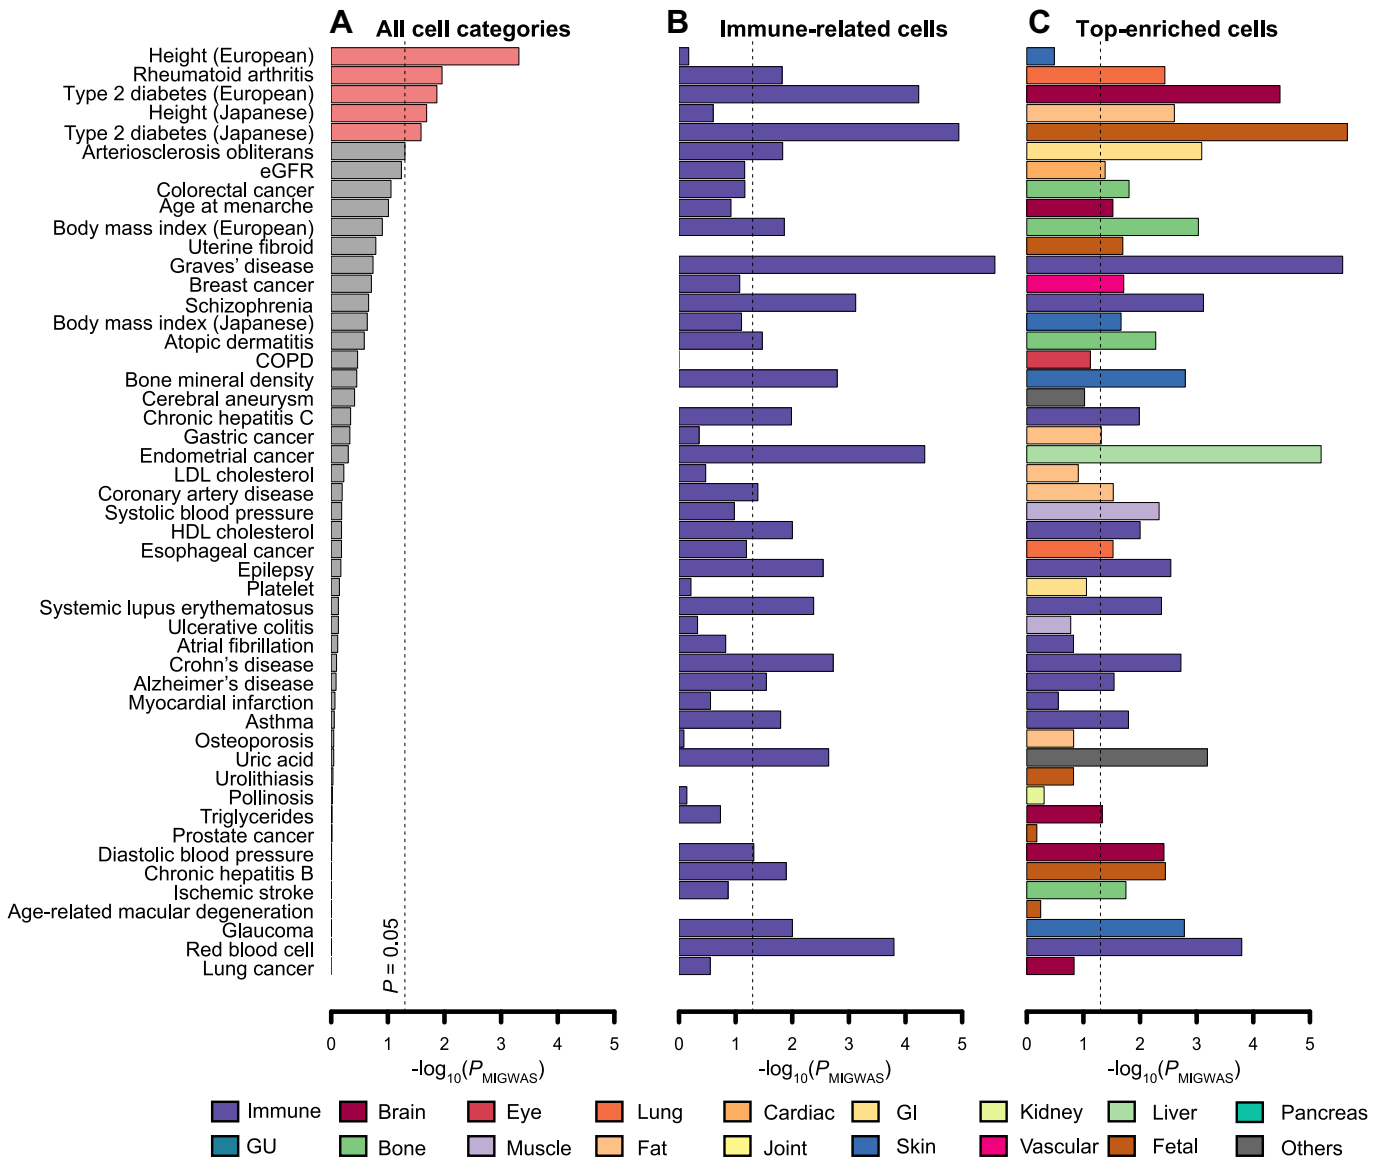 A All cell categories
B Immune-related cells
C Top-enriched cells
Height (European)
Rheumatoid arthritis
Type 2 diabetes (European)
Height (Japanese)
Type 2 diabetes (Japanese)
Arteriosclerosis obliterans
eGFR
Colorectal cancer
Age at menarche
Body mass index (European)
Uterine fibroid
Graves’ disease
Breast cancer
Schizophrenia
Body mass index (Japanese)
Atopic dermatitis
COPD
Bone mineral density
Cerebral aneurysm
Chronic hepatitis C
Gastric cancer
Endometrial cancer
LDL cholesterol
Coronary artery disease
Systolic blood pressure
HDL cholesterol
Esophageal cancer
Epilepsy
Platelet
Systemic lupus erythematosus
Ulcerative colitis
Atrial fibrillation
Crohn’s disease
Alzheimer’s disease
Myocardial infarction
Asthma
Osteoporosis
Uric acid
Urolithiasis
Pollinosis
Triglycerides
Prostate cancer
Diastolic blood pressure
Chronic hepatitis B
Ischemic stroke
Age-related macular degeneration
Glaucoma
Red blood cell
Lung cancer
P = 0.05
0 1 2 3 4 5
0 1 2 3 4 5
0 1 2 3 4 5
-log10(PMIGWAS)
-log10(PMIGWAS)
-log10(PMIGWAS)
Immune Brain Eye Lung Cardiac GI Kidney Liver Pancreas
GU Bone Muscle Fat Joint Skin Vascular Fetal Others